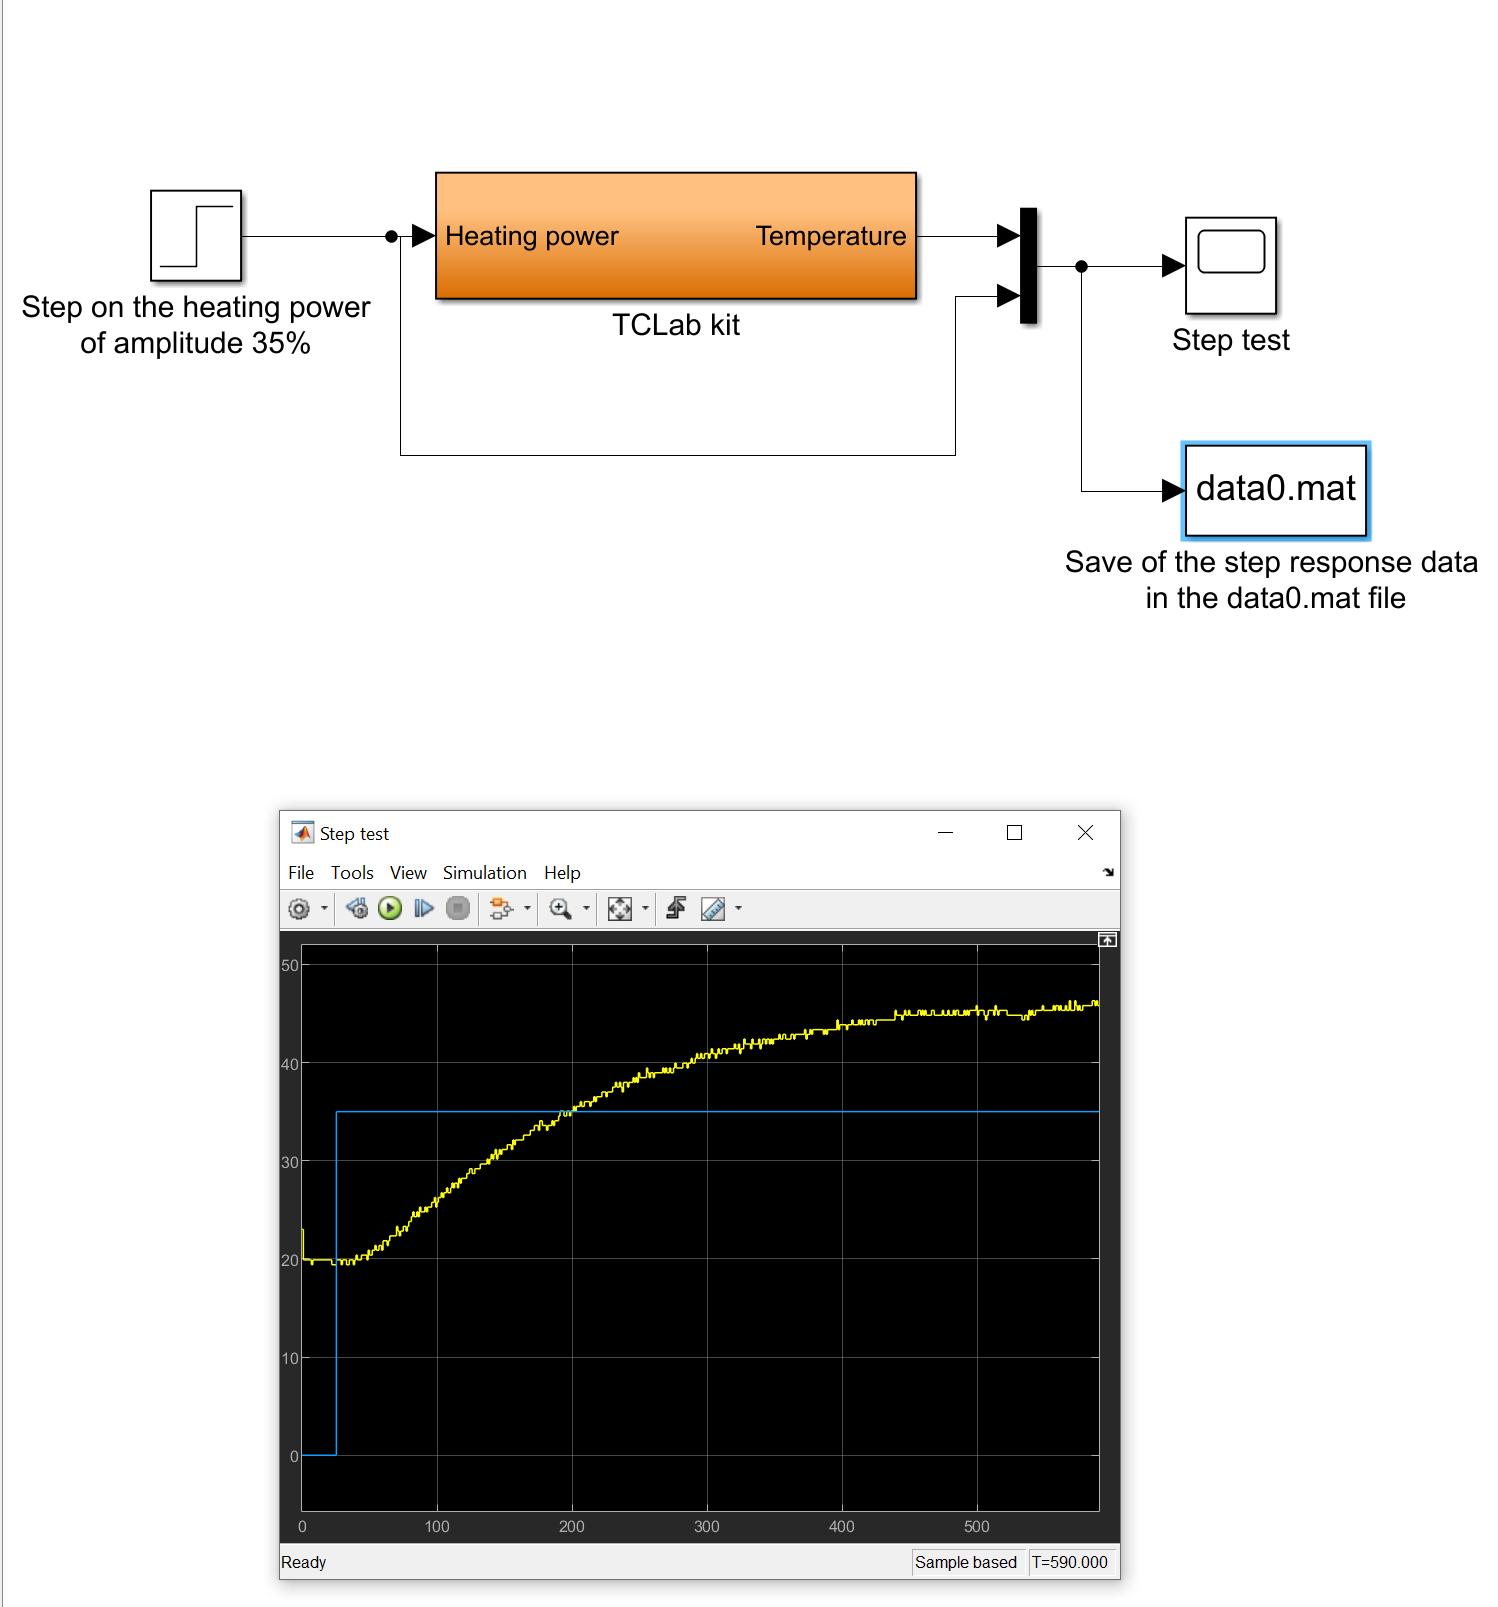 Heating power
Temperature
Step on the heating power
of amplitude 35%
TCLab kit
Step test
data0.mat
Save of the step response data
in the data0.mat file
Step test
File Tools View Simulation Help
50
40
30
20
10
0
0 100 200 300 400 500
Ready
Sample based
T=590.000